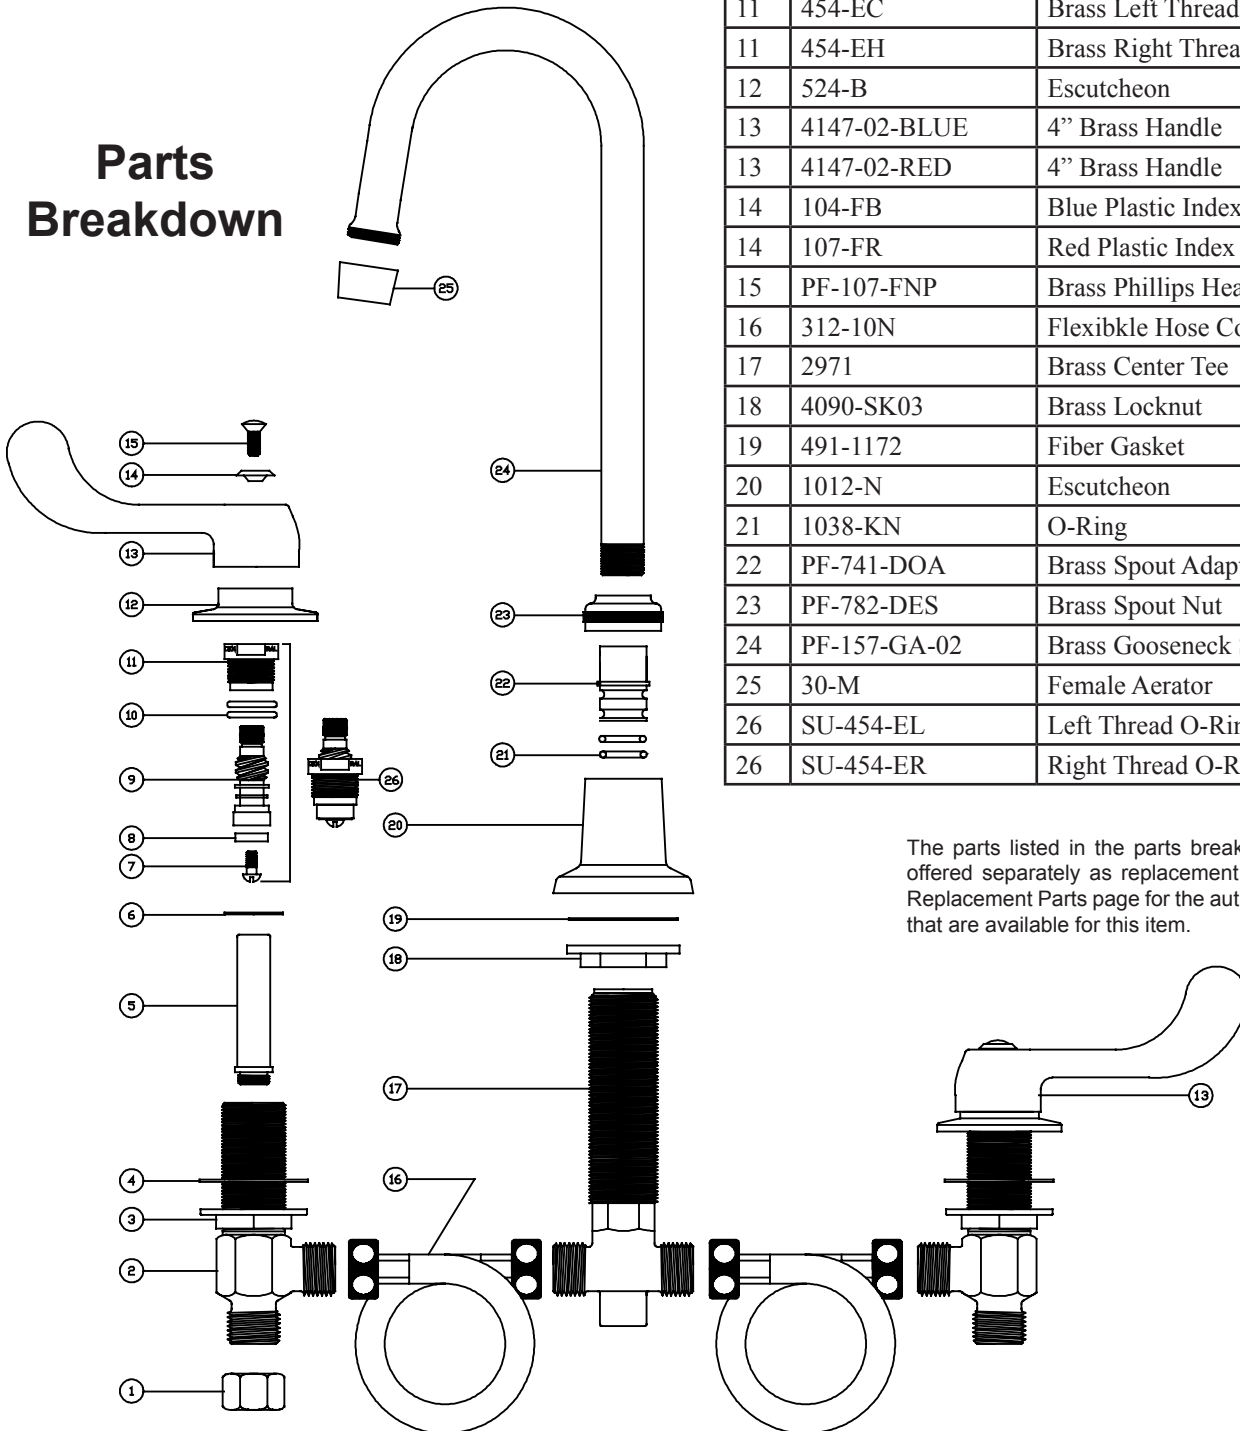 Parts
Breakdown
11 454-EC Brass Left Thread
11 454-EH Brass Right Threa
12 524-B Escutcheon
13 4147-02-BLUE 4” Brass Handle
13 4147-02-RED 4” Brass Handle
14 104-FB Blue Plastic Index
14 107-FR Red Plastic Index
15 PF-107-FNP Brass Phillips Hea
16 312-10N Flexibkle Hose Co
17 2971 Brass Center Tee
18 4090-SK03 Brass Locknut
19 491-1172 Fiber Gasket
20 1012-N Escutcheon
21 1038-KN O-Ring
22 PF-741-DOA Brass Spout Adap
23 PF-782-DES Brass Spout Nut
24 PF-157-GA-02 Brass Gooseneck
25 30-M Female Aerator
26 SU-454-EL Left Thread O-Rin
26 SU-454-ER Right Thread O-R
The parts listed in the parts break
offered separately as replacement
Replacement Parts page for the aut
that are available for this item.
25
15
14
13
12
11
10
9
8
7
6
5
4
3
2
1
26
24
23
22
21
20
19
18
17
16
13